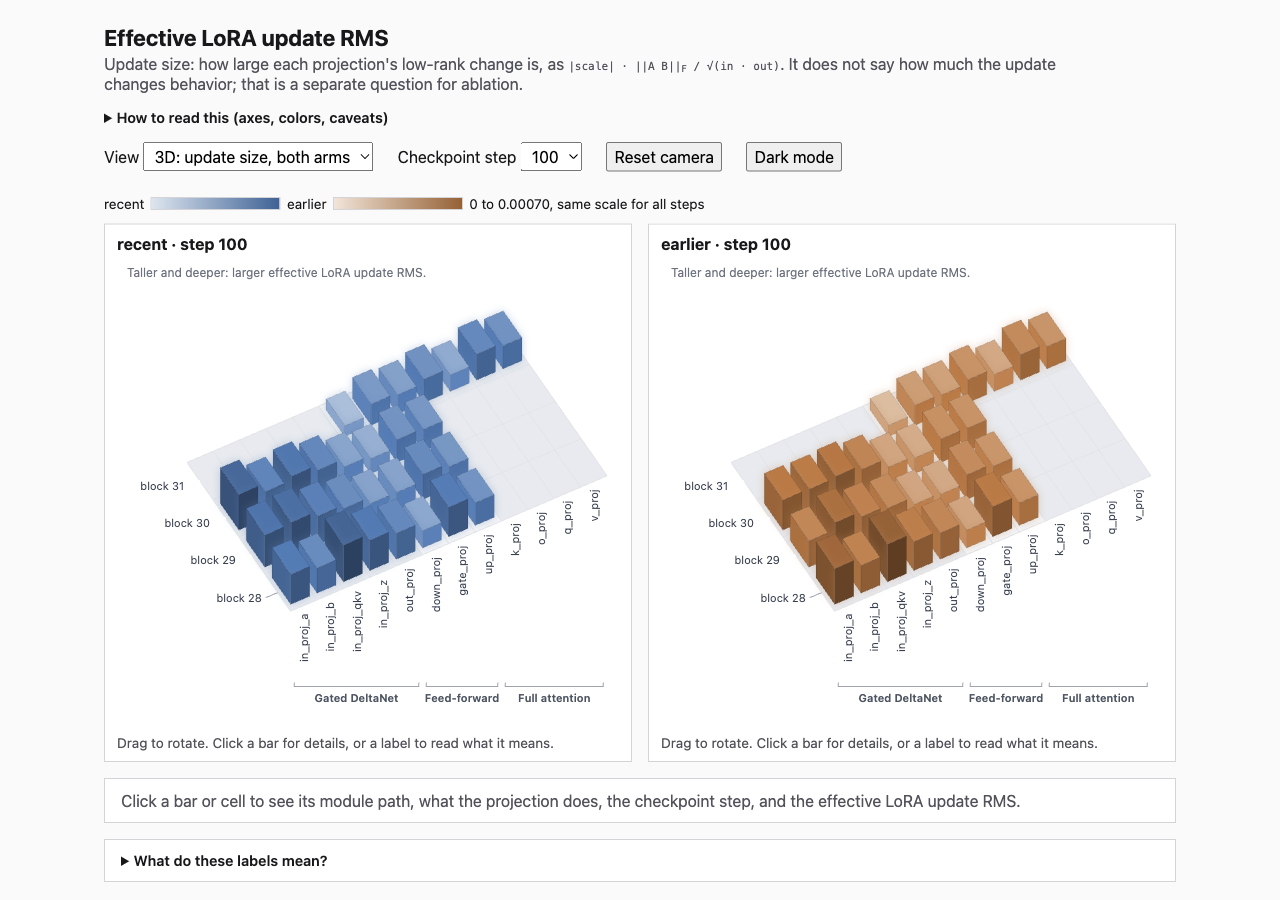 Effective LoRA update RMS
Update size: how large each projection's low-rank change is, as |scale| · ||A B||F / √(in · out). It does not say how much the update
changes behavior; that is a separate question for ablation.
▶ How to read this (axes, colors, caveats)
View 3D: update size, both arms Checkpoint step 100 Reset camera Dark mode
recent earlier 0 to 0.00070, same scale for all steps
recent · step 100
Taller and deeper: larger effective LoRA update RMS.
block 31
block 30
block 29
block 28
in_proj_a
in_proj_b
in_proj_qkv
in_proj_z
out_proj
down_proj
gate_proj
up_proj
k_proj
o_proj
q_proj
v_proj
Gated DeltaNet Feed-forward Full attention
Drag to rotate. Click a bar for details, or a label to read what it means.
earlier · step 100
Taller and deeper: larger effective LoRA update RMS.
block 31
block 30
block 29
block 28
in_proj_a
in_proj_b
in_proj_qkv
in_proj_z
out_proj
down_proj
gate_proj
up_proj
k_proj
o_proj
q_proj
v_proj
Gated DeltaNet Feed-forward Full attention
Drag to rotate. Click a bar for details, or a label to read what it means.
Click a bar or cell to see its module path, what the projection does, the checkpoint step, and the effective LoRA update RMS.
▶ What do these labels mean?